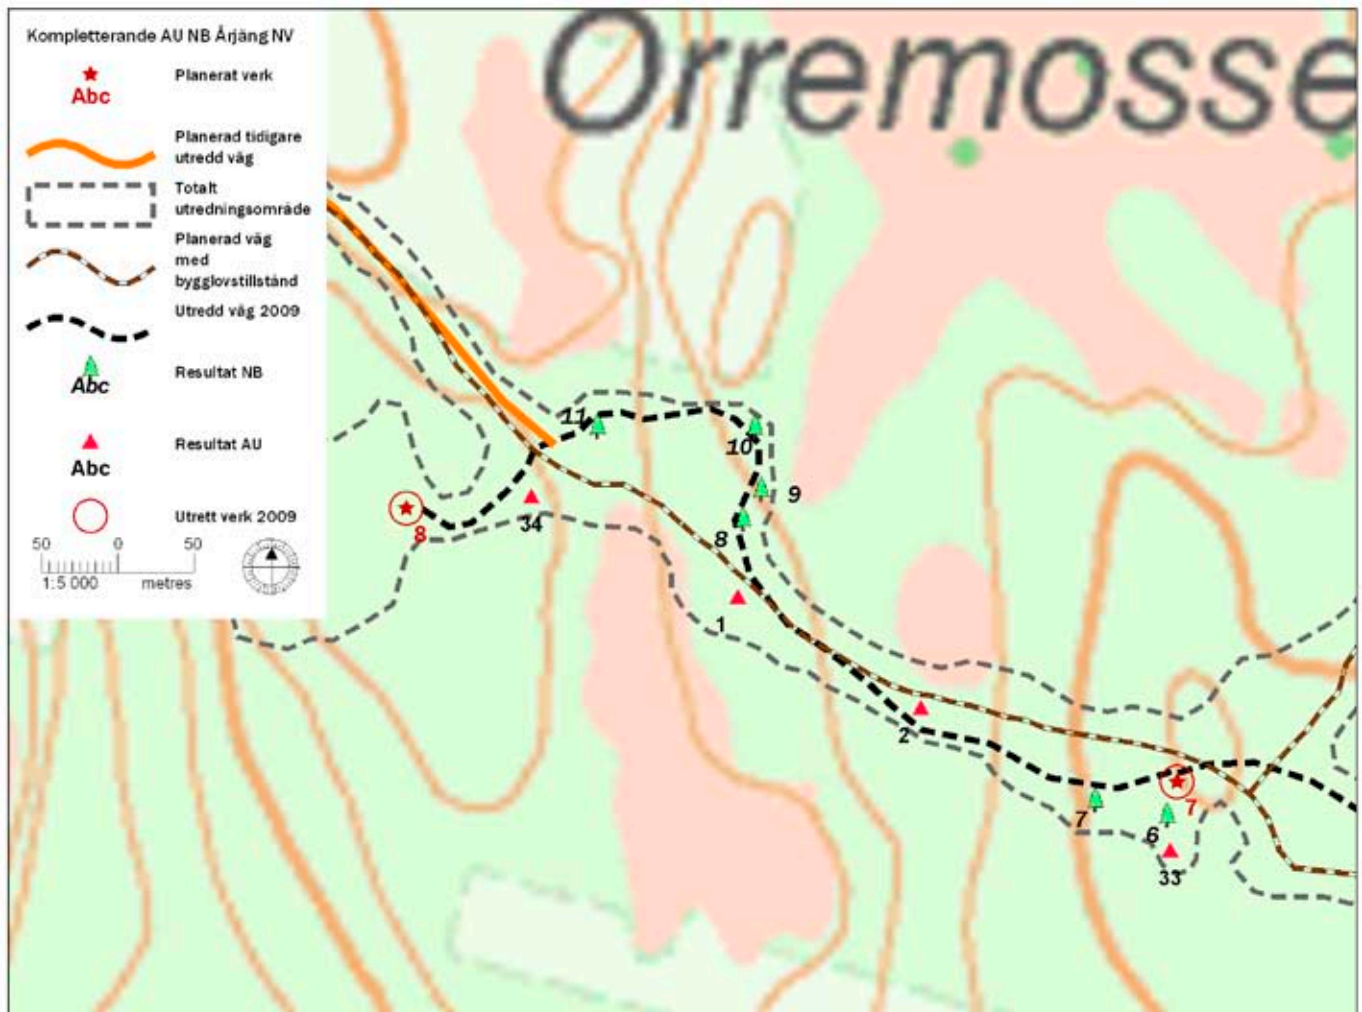 Kompletterande AU NB Årjäng NV
Planerat verk
Abc
Planerad tidigare
utredd väg
Totalt
utredningsområde
Planerad väg
med
bygglovstillstånd
Utredd väg 2009
Resultat NB
Abc
Resultat AU
Abc
Utrett verk 2009
50 0 50
1:5 000 metres
Orremosse
11
10
9
8
8
34
1
2
7
7
6
33